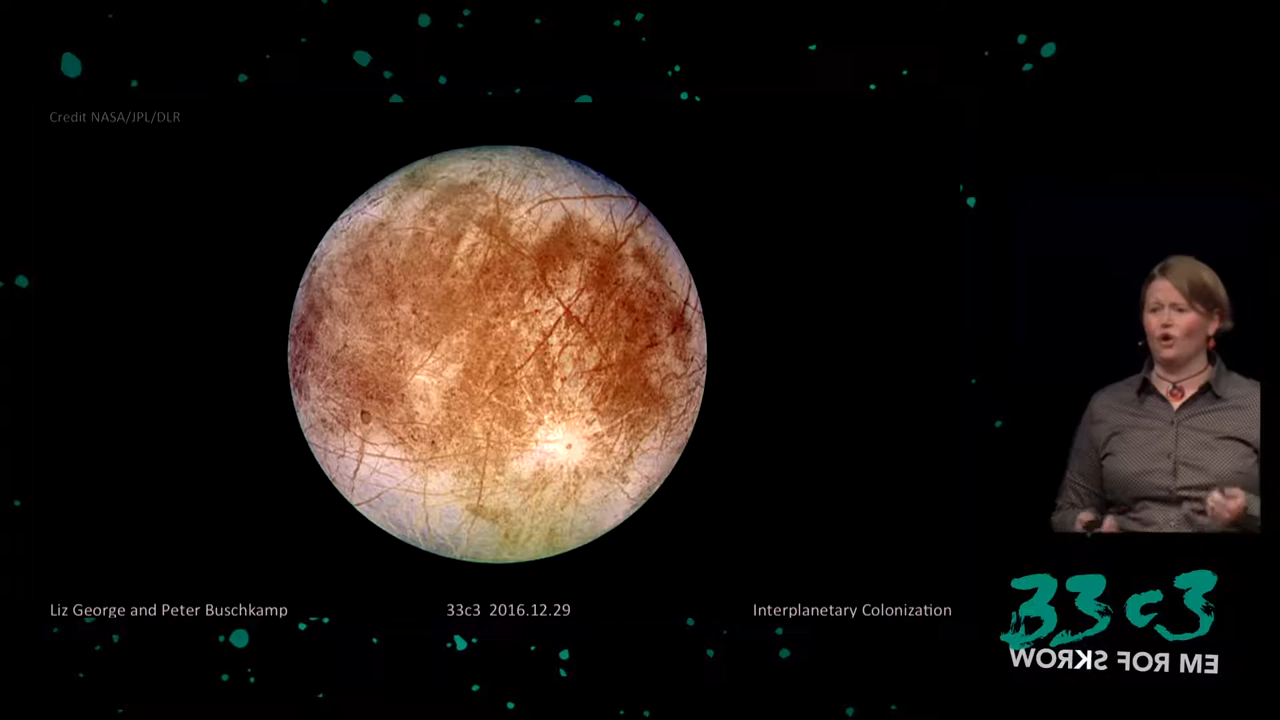 Credit NASA/JPL/DLR
Liz George and Peter Buschkamp
33c3 2016.12.29
Interplanetary Colonization
33c3
WORKS FOR ME